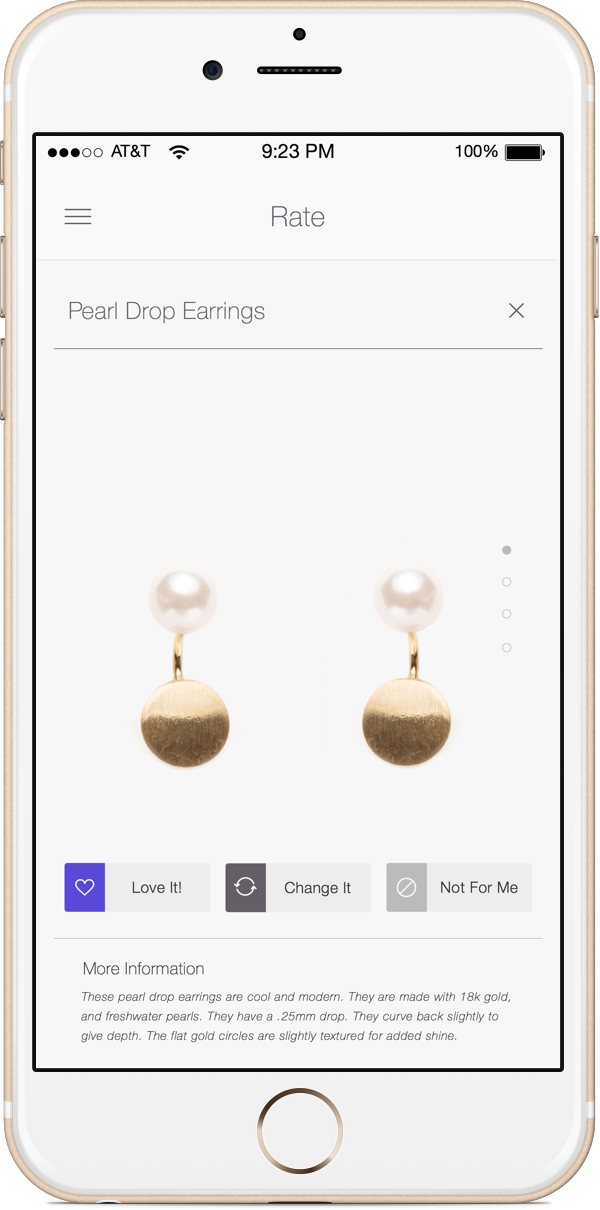 AT&T 9:23 PM 100%
Rate
Pearl Drop Earrings
Love It! Change It Not For Me
More Information
These pearl drop earrings are cool and modern. They are made with 18k gold,
and freshwater pearls. They have a .25mm drop. They curve back slightly to
give depth. The flat gold circles are slightly textured for added shine.